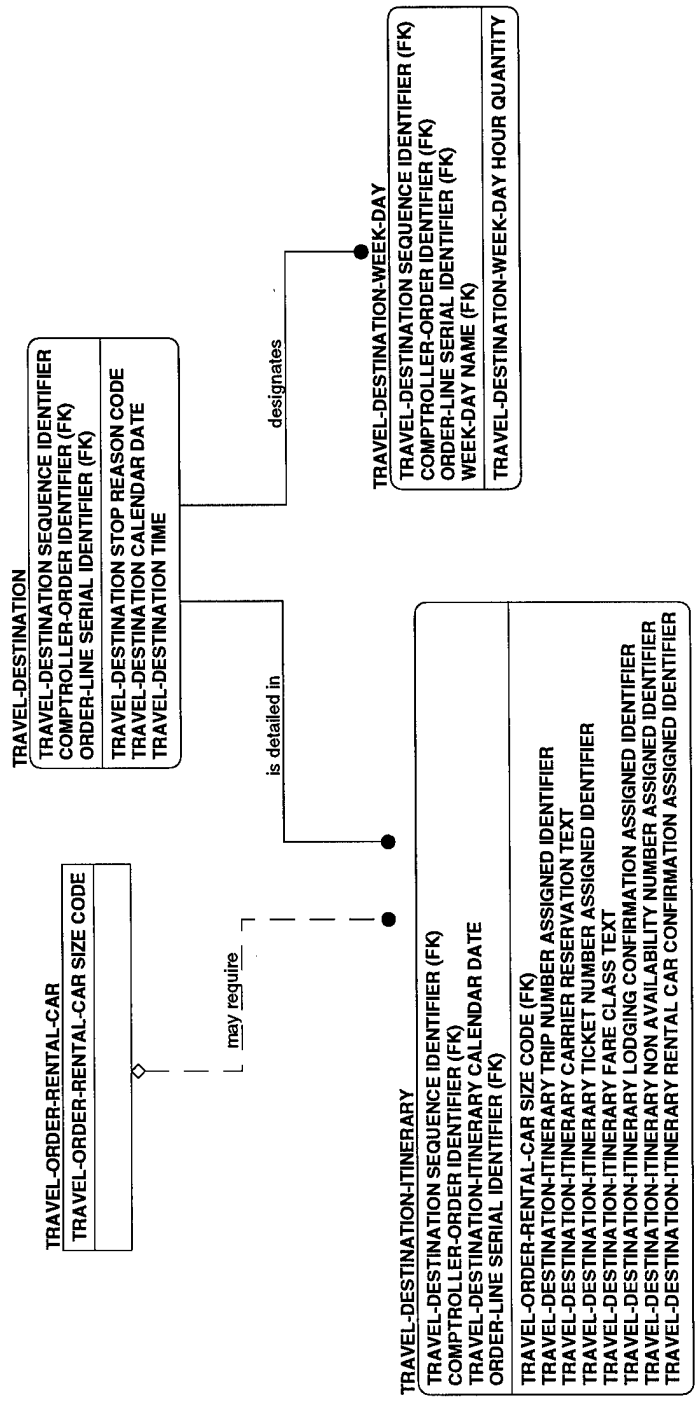 TRAVEL-ORDER-RENTAL-CAR
TRAVEL-ORDER-RENTAL-CAR SIZE CODE
TRAVEL-DESTINATION
TRAVEL-DESTINATION SEQUENCE IDENTIFIER
COMPTROLLER-ORDER IDENTIFIER (FK)
ORDER-LINE SERIAL IDENTIFIER (FK)
TRAVEL-DESTINATION STOP REASON CODE
TRAVEL-DESTINATION CALENDAR DATE
TRAVEL-DESTINATION TIME
may require
is detailed in
designates
TRAVEL-DESTINATION-ITINERARY
TRAVEL-DESTINATION SEQUENCE IDENTIFIER (FK)
COMPTROLLER-ORDER IDENTIFIER (FK)
TRAVEL-DESTINATION-ITINERARY CALENDAR DATE
ORDER-LINE SERIAL IDENTIFIER (FK)
TRAVEL-ORDER-RENTAL-CAR SIZE CODE (FK)
TRAVEL-DESTINATION-ITINERARY TRIP NUMBER ASSIGNED IDENTIFIER
TRAVEL-DESTINATION-ITINERARY CARRIER RESERVATION TEXT
TRAVEL-DESTINATION-ITINERARY TICKET NUMBER ASSIGNED IDENTIFIER
TRAVEL-DESTINATION-ITINERARY FARE CLASS TEXT
TRAVEL-DESTINATION-ITINERARY LODGING CONFIRMATION ASSIGNED IDENTIFIER
TRAVEL-DESTINATION-ITINERARY NON AVAILABILITY NUMBER ASSIGNED IDENTIFIER
TRAVEL-DESTINATION-ITINERARY RENTAL CAR CONFIRMATION ASSIGNED IDENTIFIER
TRAVEL-DESTINATION-WEEK-DAY
TRAVEL-DESTINATION SEQUENCE IDENTIFIER (FK)
COMPTROLLER-ORDER IDENTIFIER (FK)
ORDER-LINE SERIAL IDENTIFIER (FK)
WEEK-DAY NAME (FK)
TRAVEL-DESTINATION-WEEK-DAY HOUR QUANTITY